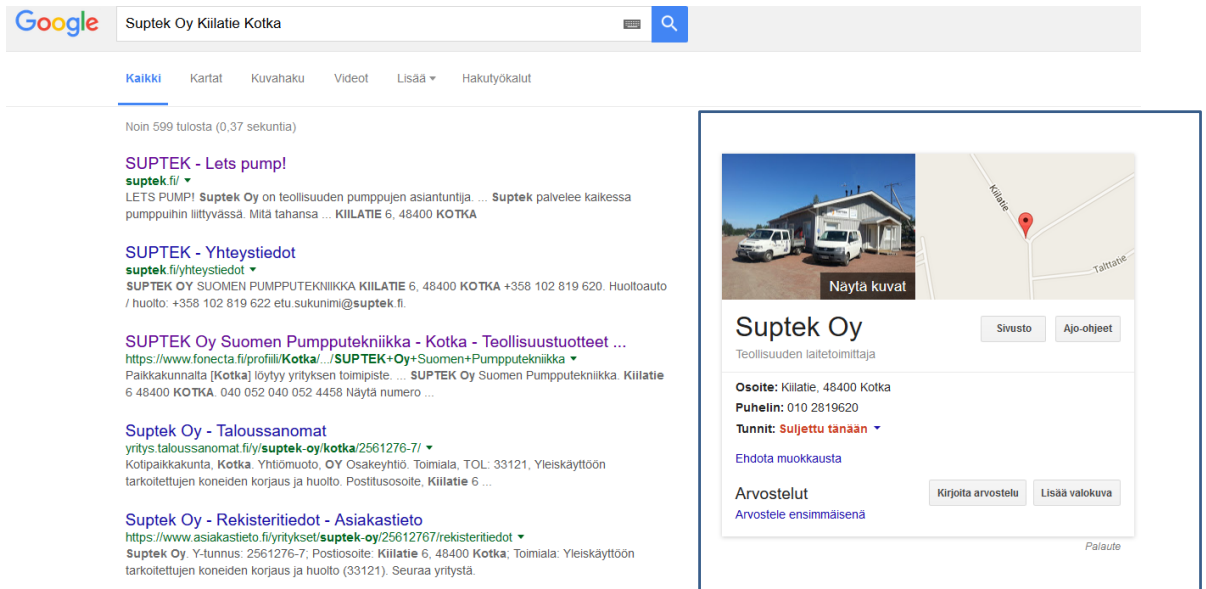 Google
Suptek Oy Kiilatie Kotka
Kaikki Kartat Kuvahaku Videot Lisää Hakutyökalut
Noin 599 tulosta (0,37 sekuntia)
SUPTEK - Lets pump!
suptek.fi/
LETS PUMP! Suptek Oy on teollisuuden pumppujen asiantuntija. ... Suptek palvelee kaikessa
pumppuihin liittyvässä. Mitä tahansa ... KIILATIE 6, 48400 KOTKA
SUPTEK - Yhteystiedot
suptek.fi/yhteystiedot
SUPTEK OY SUOMEN PUMPPUTEKNIIKKA KIILATIE 6, 48400 KOTKA +358 102 819 620. Huoltoauto
/ huolto: +358 102 819 622 etu.sukunimi@suptek.fi.
SUPTEK Oy Suomen Pumpputekniikka - Kotka - Teollisuustuotteet ...
https://www.fonecta.fi/profiili/Kotka/.../SUPTEK+Oy+Suomen+Pumpputekniikka
Paikkakunnalta [Kotka] löytyy yrityksen toimipiste. ... SUPTEK Oy Suomen Pumpputekniikka. Kiilatie
6 48400 KOTKA. 040 052 040 052 4458 Näytä numero ...
Suptek Oy - Taloussanomat
yritys.taloussanomat.fi/y/suptek-oy/kotka/2561276-7/
Kotipaikkakunta, Kotka. Yhtiömuoto, OY Osakeyhtiö. Toimiala, TOL: 33121, Yleiskäyttöön
tarkoitettujen koneiden korjaus ja huolto. Postitusosoite, Kiilatie 6 ...
Suptek Oy - Rekisteritiedot - Asiakastieto
https://www.asiakastieto.fi/yritykset/suptek-oy/25612767/rekisteritiedot
Suptek Oy. Y-tunnus: 2561276-7; Postiosoite: Kiilatie 6, 48400 Kotka; Toimiala: Yleiskäyttöön
tarkoitettujen koneiden korjaus ja huolto (33121). Seuraa yritystä.
Näytä kuvat
Kiilatie
Talttatie
Suptek Oy
Sivusto
Ajo-ohjeet
Teollisuuden laitetoimittaja
Osoite: Kiilatie, 48400 Kotka
Puhelin: 010 2819620
Tunnit: Suljettu tänään
Ehdota muokkausta
Arvostelut
Kirjoita arvostelu
Lisää valokuva
Arvostele ensimmäisenä
Palaute